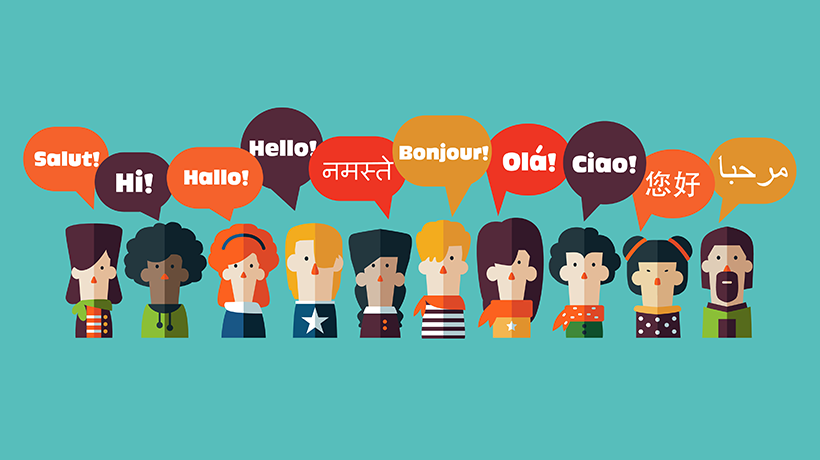 Salut!
Hi!
Hallo!
Hello!
नमस्ते
Bonjour!
Olá!
Ciao!
您好
مرحبا